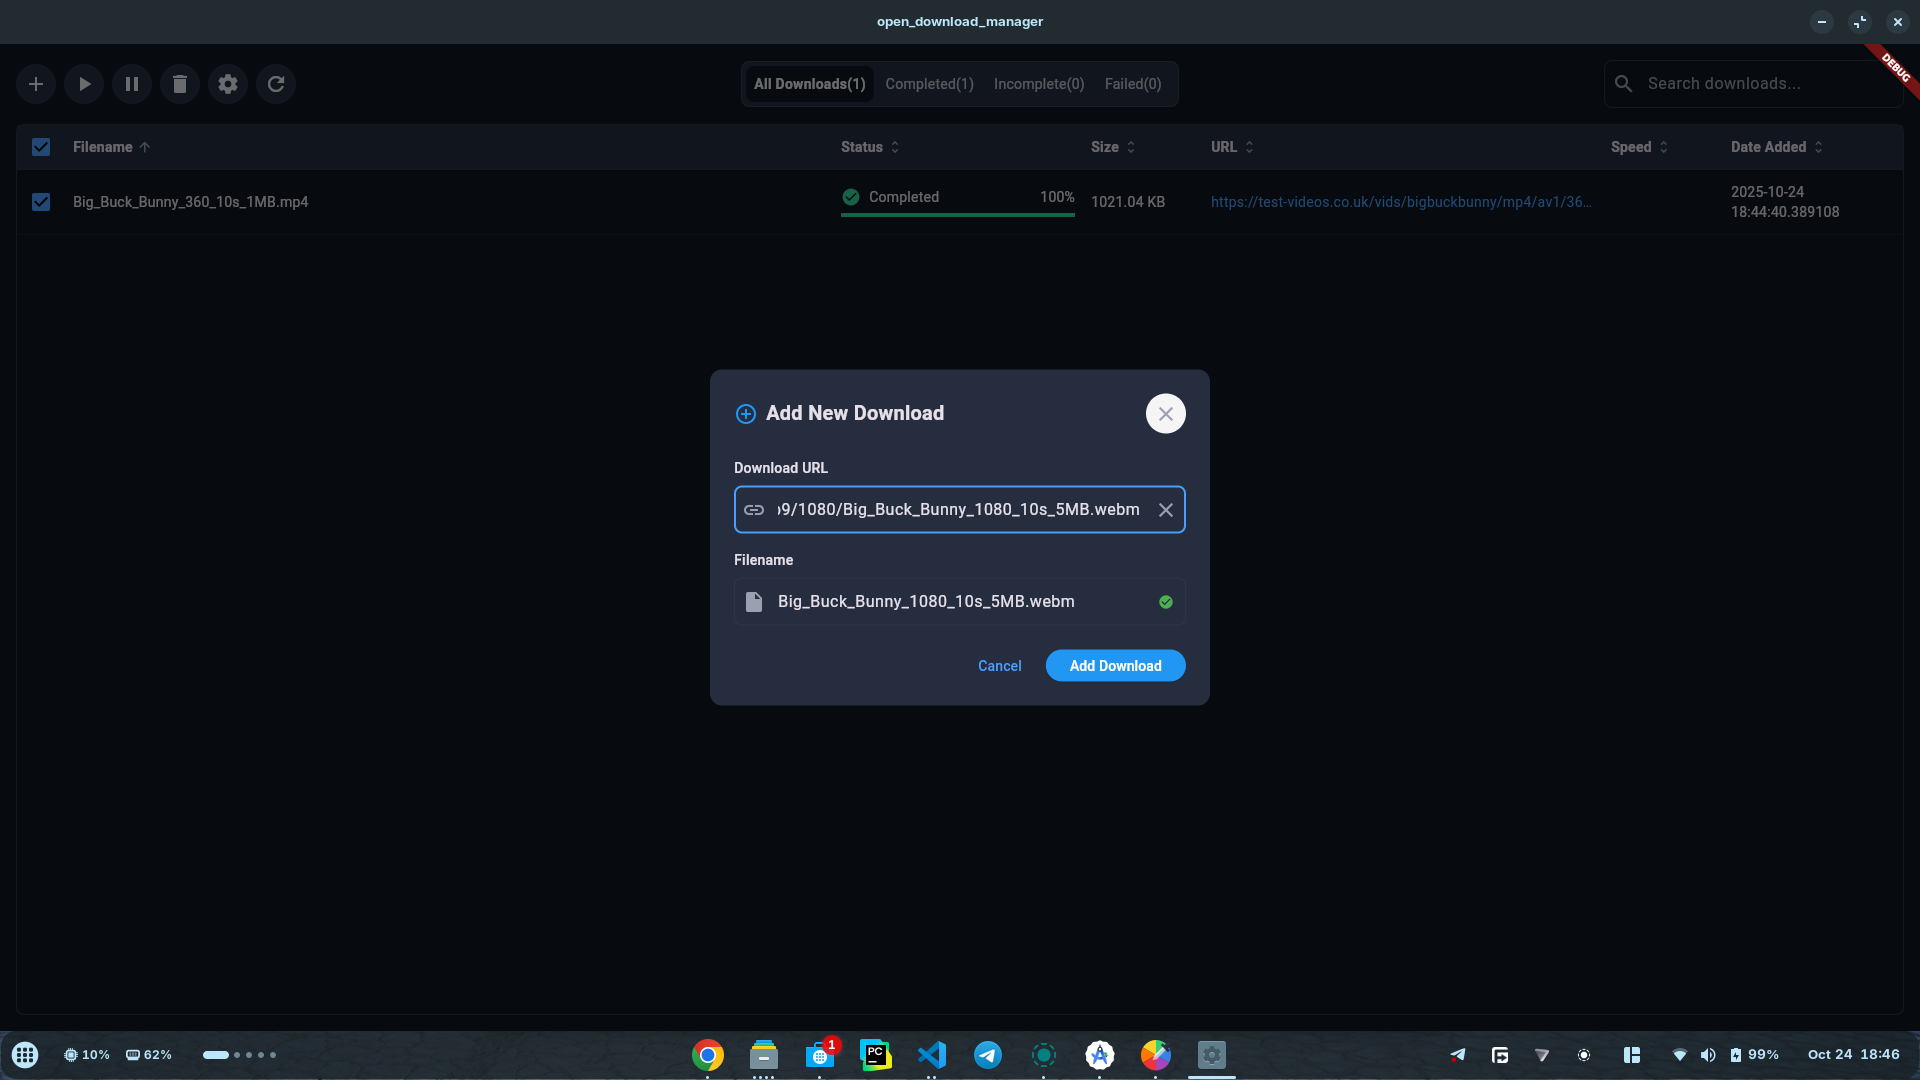 open_download_manager
DEBUG
All Downloads(1) Completed(1) Incomplete(0) Failed(0)
Search downloads...
Filename Status Size URL Speed Date Added
Big_Buck_Bunny_360_10s_1MB.mp4 Completed 100% 1021.04 KB https://test-videos.co.uk/vids/bigbuckbunny/mp4/av1/36... 2025-10-24
18:44:40.389108
Add New Download
Download URL
9/1080/Big_Buck_Bunny_1080_10s_5MB.webm
Filename
Big_Buck_Bunny_1080_10s_5MB.webm
Cancel Add Download
10% 62% 1 PC 99% Oct 24 18:46